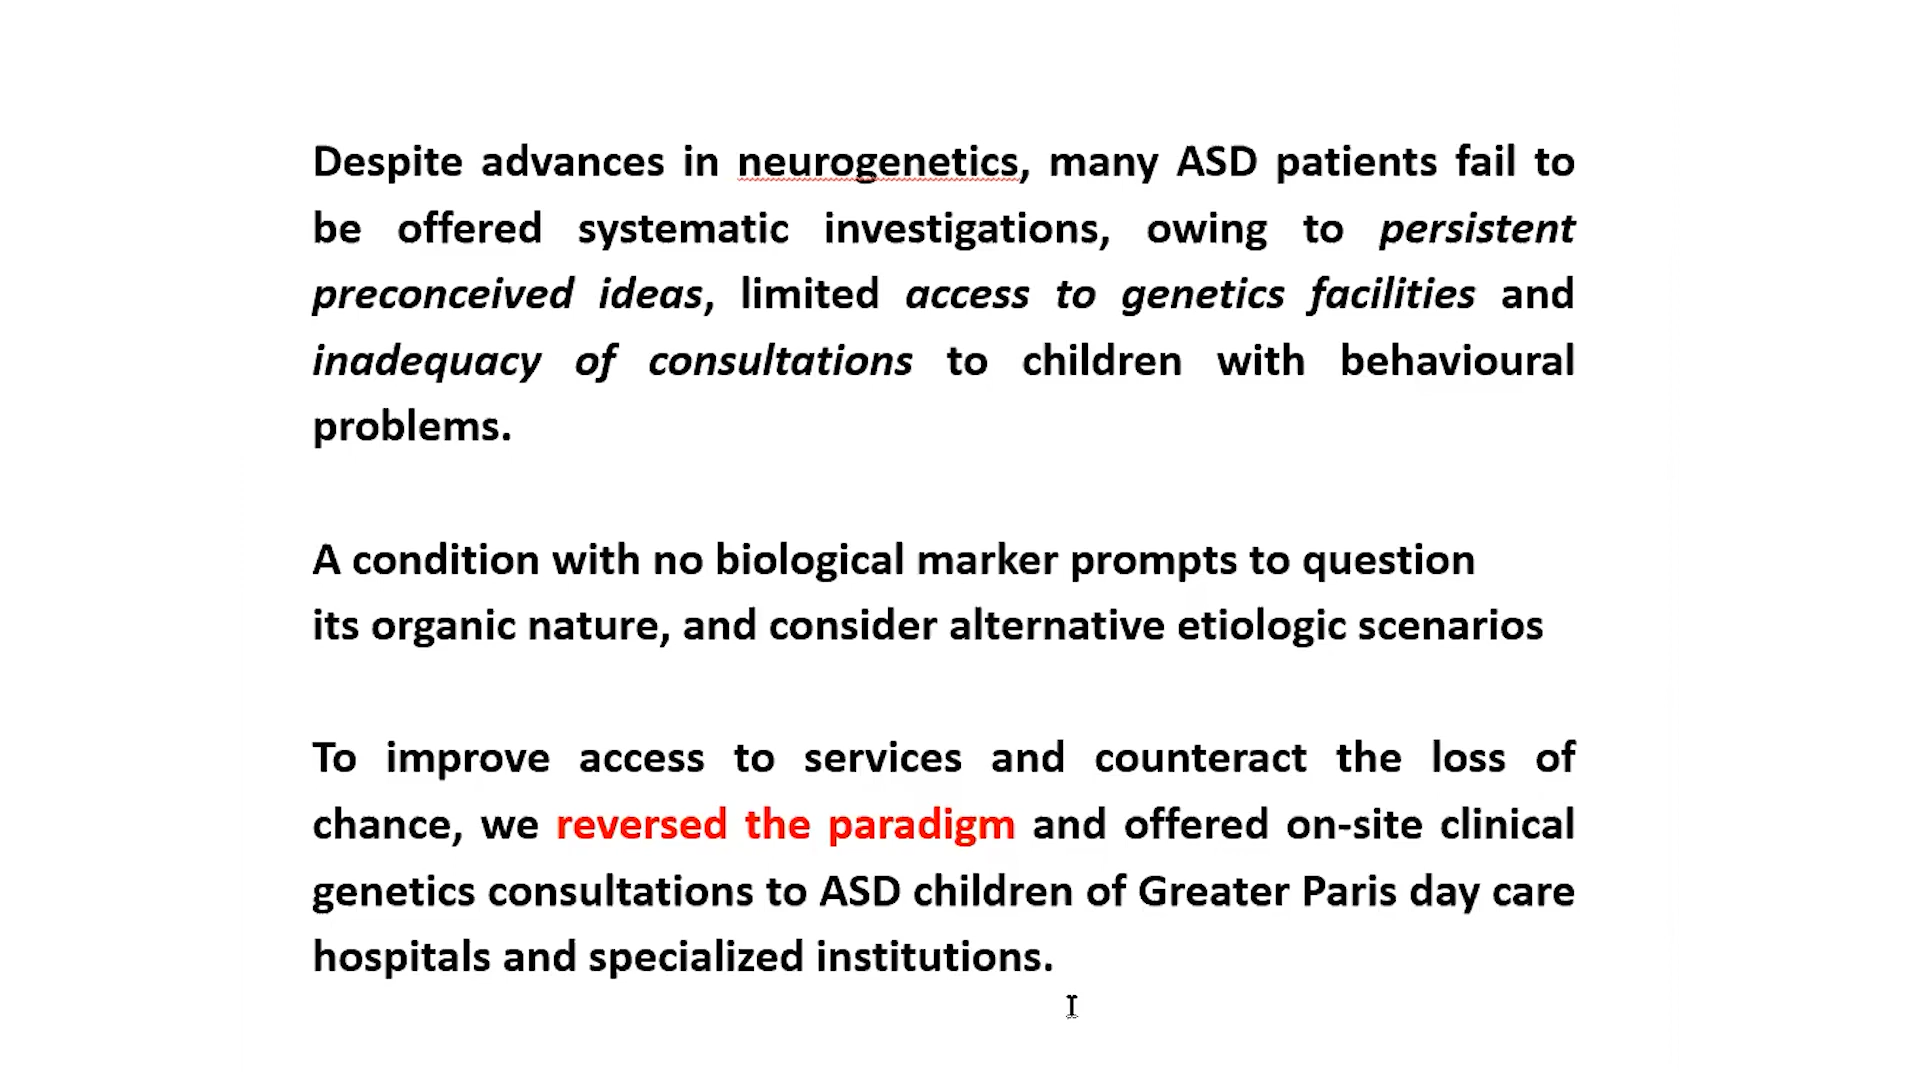 Despite advances in neurogenetics, many ASD patients fail to
be offered systematic investigations, owing to persistent
preconceived ideas, limited access to genetics facilities and
inadequacy of consultations to children with behavioural
problems.
A condition with no biological marker prompts to question
its organic nature, and consider alternative etiologic scenarios
To improve access to services and counteract the loss of
chance, we reversed the paradigm and offered on-site clinical
genetics consultations to ASD children of Greater Paris day care
hospitals and specialized institutions.